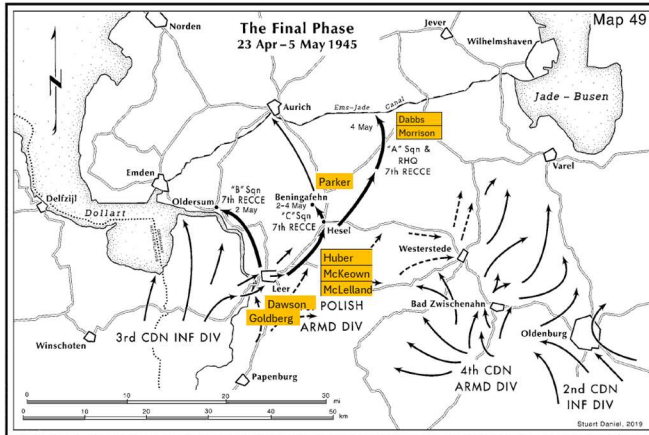 The Final Phase
23 Apr – 5 May 1945
Map 49
Norden
Jever
Wilhelmshaven
N
Aurich
Ems-Jade Canal
Jade – Busen
4 May
Dabbs
Morrison
"A" Sqn &
RHQ
7th RECCE
Varel
Emden
Parker
"B" Sqn
7th RECCE
2 May
Oldersum
Beningafehn
2-4 May
"C" Sqn
7th RECCE
Delfzijl
Dollart
Hesel
Westerstede
Huber
McKeown
McLelland
Leer
Dawson
POLISH
ARMD DIV
Goldberg
Bad Zwischenahn
3rd CDN INF DIV
Oldenburg
Winschoten
4th CDN
ARMD DIV
2nd CDN
INF DIV
Papenburg
0 10 20 30
mi
0 10 20 30 40 50
km
Stuart Daniel, 2019